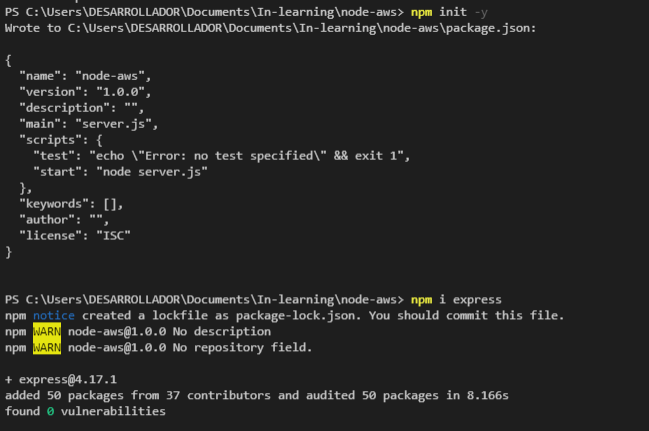 PS C:\Users\DESARROLLADOR\Documents\In-learning\node-aws> npm init -y
Wrote to C:\Users\DESARROLLADOR\Documents\In-learning\node-aws\package.json:
{
  "name": "node-aws",
  "version": "1.0.0",
  "description": "",
  "main": "server.js",
  "scripts": {
    "test": "echo \"Error: no test specified\" && exit 1",
    "start": "node server.js"
  },
  "keywords": [],
  "author": "",
  "license": "ISC"
}
PS C:\Users\DESARROLLADOR\Documents\In-learning\node-aws> npm i express
npm notice created a lockfile as package-lock.json. You should commit this file.
npm WARN node-aws@1.0.0 No description
npm WARN node-aws@1.0.0 No repository field.
+ express@4.17.1
added 50 packages from 37 contributors and audited 50 packages in 8.166s
found 0 vulnerabilities